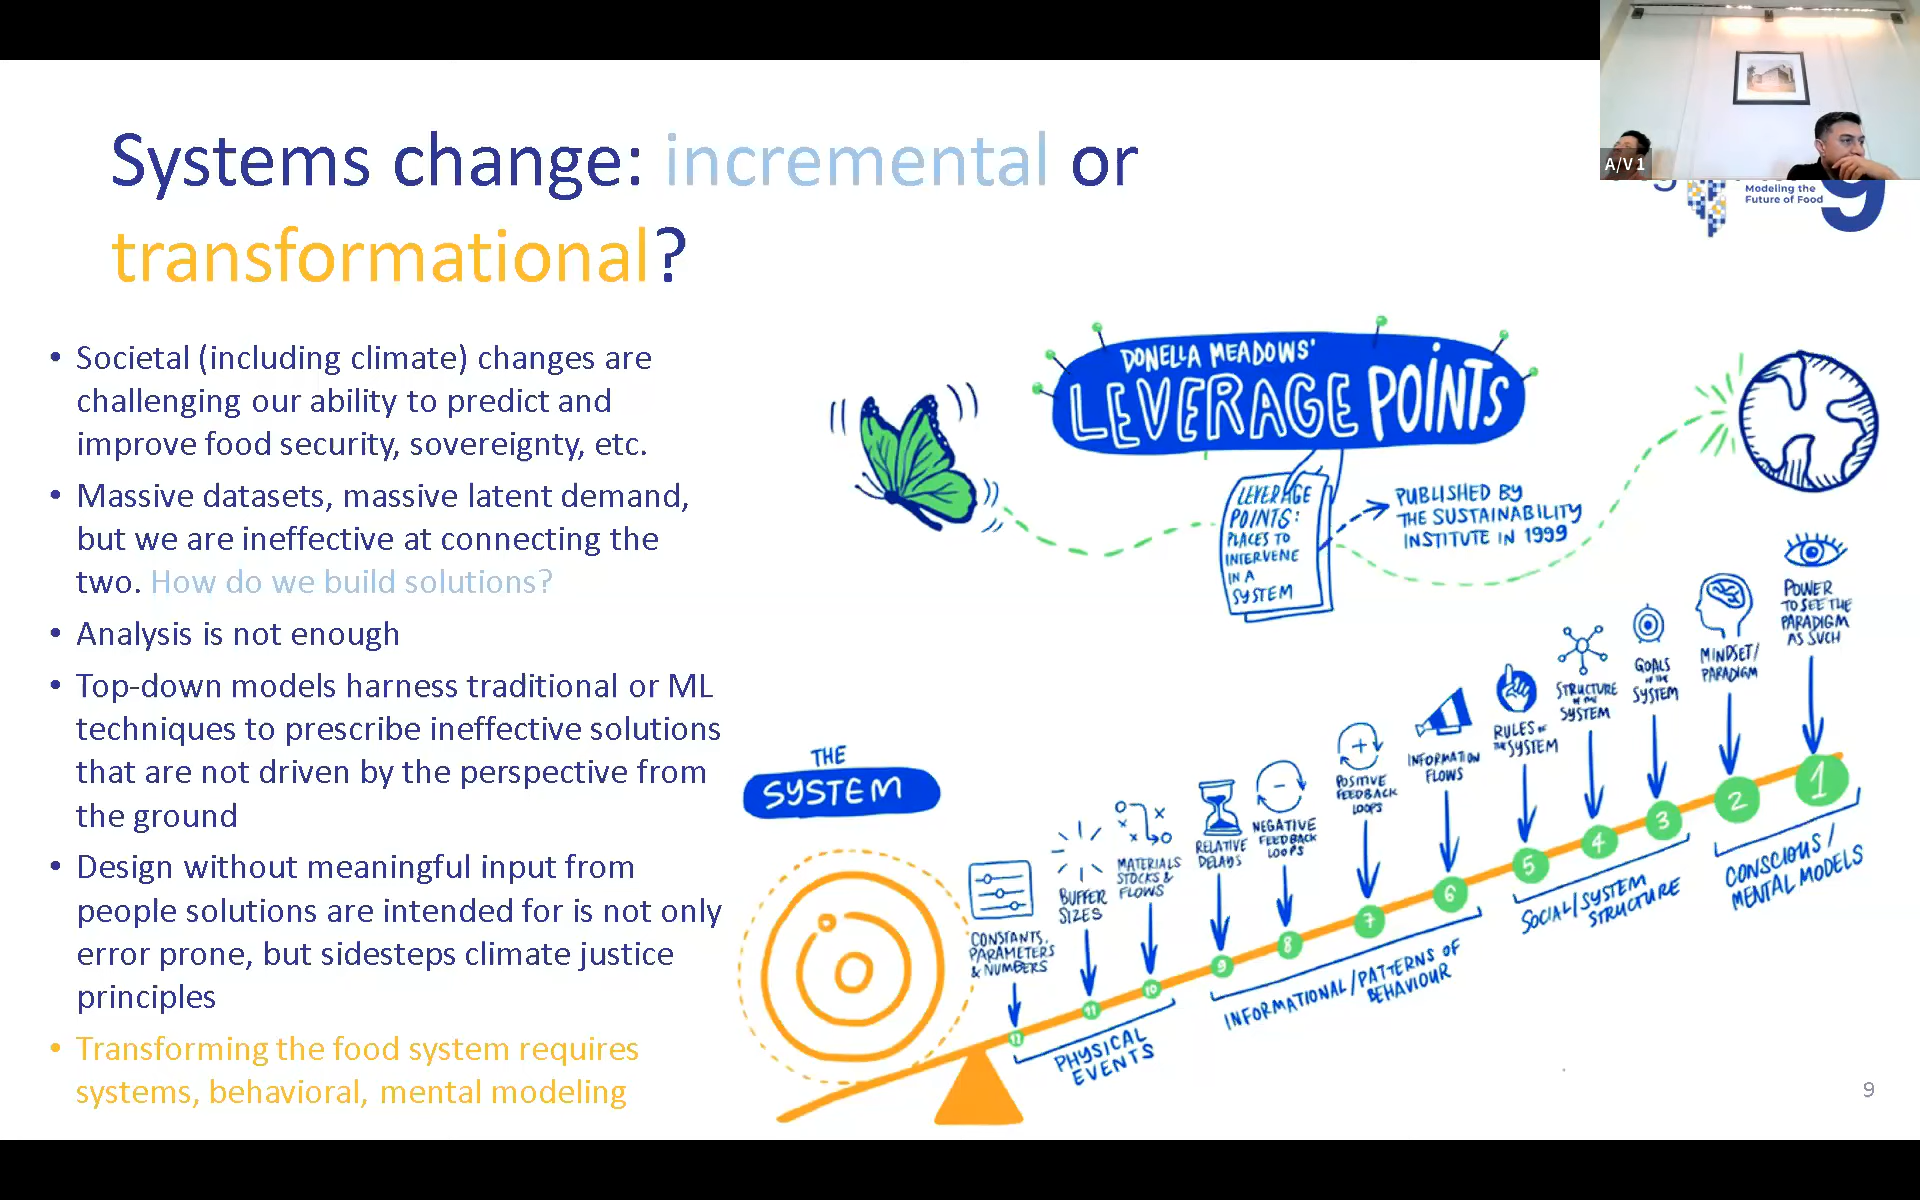 Systems change: incremental or
transformational?
A/V 1
Modeling the
Future of Food
9
• Societal (including climate) changes are
challenging our ability to predict and
improve food security, sovereignty, etc.
• Massive datasets, massive latent demand,
but we are ineffective at connecting the
two. How do we build solutions?
• Analysis is not enough
• Top-down models harness traditional or ML
techniques to prescribe ineffective solutions
that are not driven by the perspective from
the ground
• Design without meaningful input from
people solutions are intended for is not only
error prone, but sidesteps climate justice
principles
• Transforming the food system requires
systems, behavioral, mental modeling
DONELLA MEADOWS'
LEVERAGE POINTS
LEVERAGE
POINTS:
PLACES TO
INTERVENE
IN A
SYSTEM
PUBLISHED BY
THE SUSTAINABILITY
INSTITUTE IN 1999
THE
SYSTEM
CONSTANTS,
PARAMETERS
& NUMBERS
BUFFER
SIZES
MATERIALS
STOCKS &
FLOWS
RELATIVE
DELAYS
NEGATIVE
FEEDBACK
LOOPS
POSITIVE
FEEDBACK
LOOPS
INFORMATION
FLOWS
RULES OF
THE SYSTEM
STRUCTURE
OF THE
SYSTEM
GOALS
OF THE
SYSTEM
MINDSET/
PARADIGM
POWER
TO SEE THE
PARADIGM
AS SUCH
11
10
9
8
7
6
5
4
3
2
1
PHYSICAL
EVENTS
INFORMATIONAL/PATTERNS OF
BEHAVIOUR
SOCIAL/SYSTEM
STRUCTURE
CONSCIOUS/
MENTAL MODELS
9